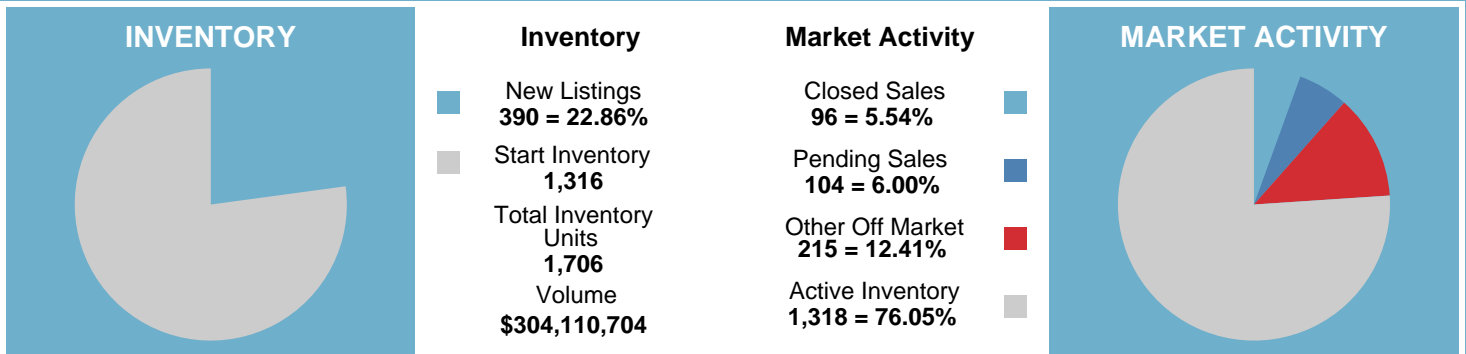 INVENTORY
Inventory
New Listings
390 = 22.86%
Start Inventory
1,316
Total Inventory
Units
1,706
Volume
$304,110,704
Market Activity
Closed Sales
96 = 5.54%
Pending Sales
104 = 6.00%
Other Off Market
215 = 12.41%
Active Inventory
1,318 = 76.05%
MARKET ACTIVITY